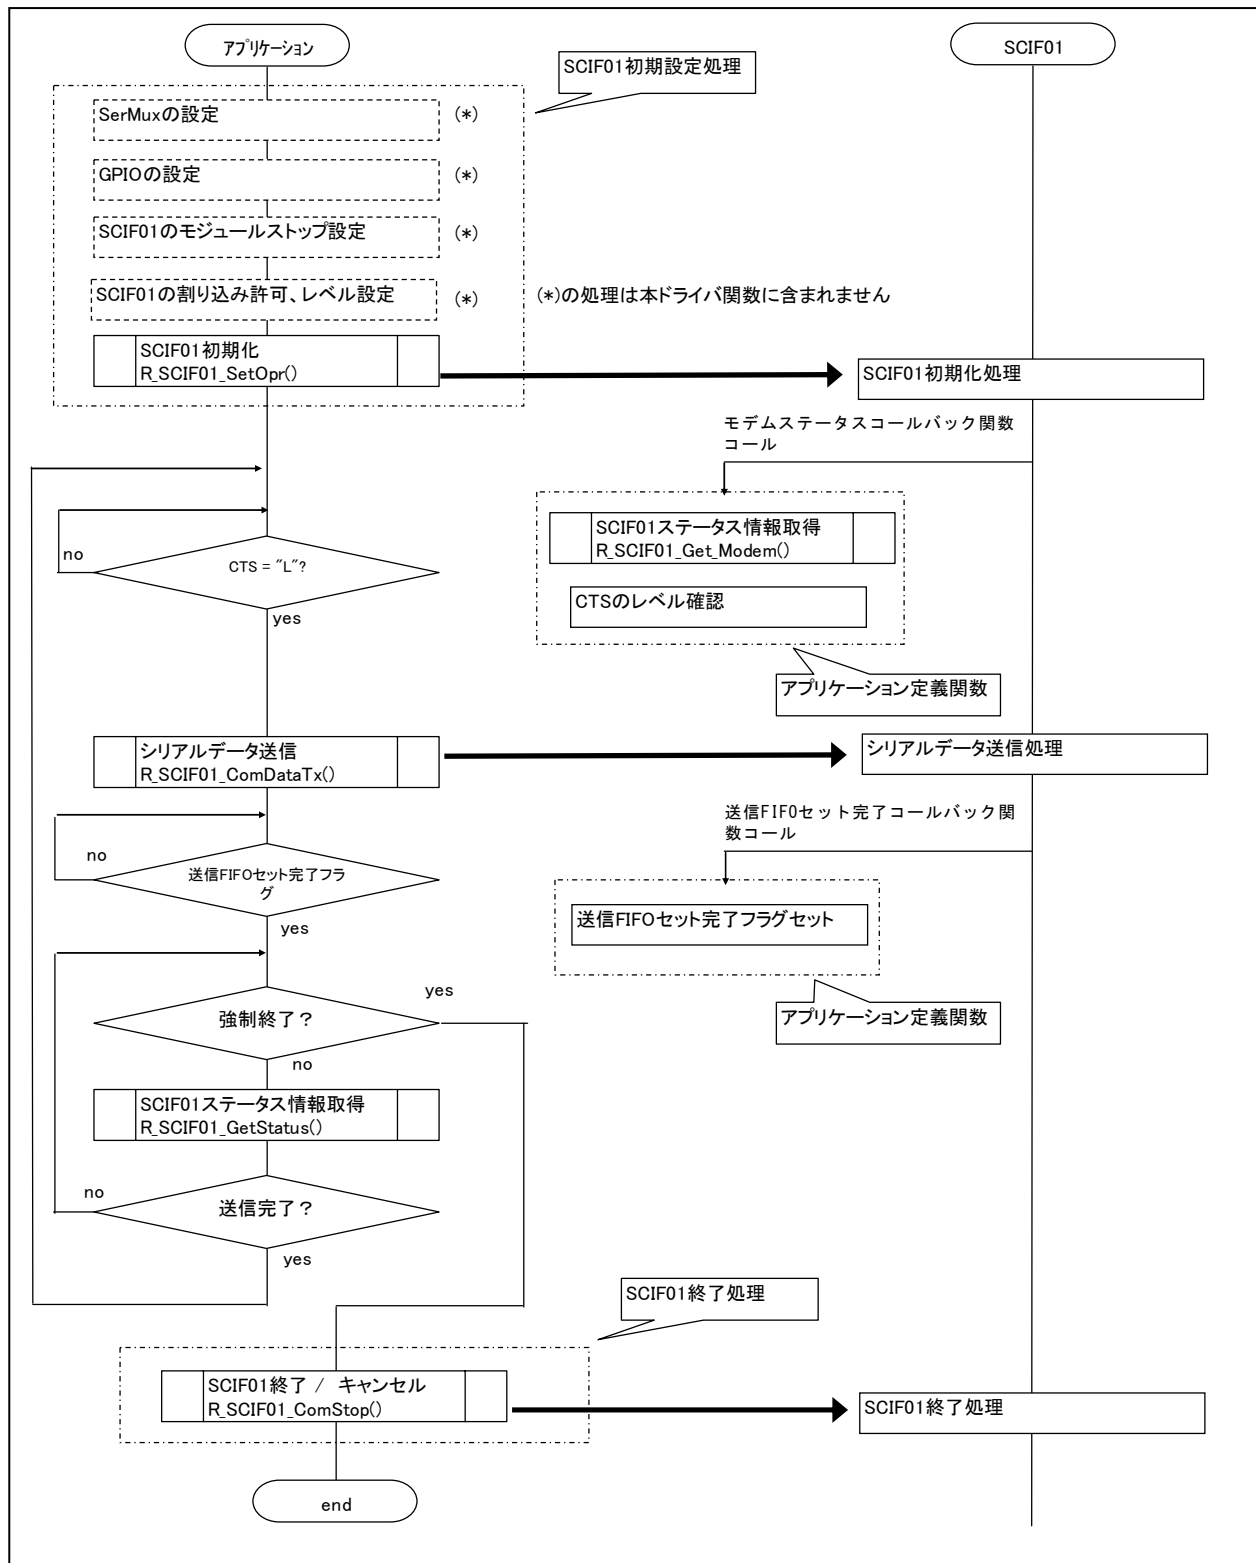 アプリケーション
SCIF01
SCIF01初期設定処理
SerMuxの設定
(*)
GPIOの設定
(*)
SCIF01のモジュールストップ設定
(*)
SCIF01の割り込み許可、レベル設定
(*)
(*)の処理は本ドライバ関数に含まれません
SCIF01初期化
R_SCIF01_SetOpr()
SCIF01初期化処理
モデムステータスコールバック関数
コール
SCIF01ステータス情報取得
R_SCIF01_Get_Modem()
no
CTS = "L"?
CTSのレベル確認
yes
アプリケーション定義関数
シリアルデータ送信
R_SCIF01_ComDataTx()
シリアルデータ送信処理
送信FIFOセット完了コールバック関
数コール
no
送信FIFOセット完了フラ
グ
送信FIFOセット完了フラグセット
yes
yes
強制終了？
アプリケーション定義関数
no
SCIF01ステータス情報取得
R_SCIF01_GetStatus()
no
送信完了？
yes
SCIF01終了処理
SCIF01終了 / キャンセル
R_SCIF01_ComStop()
SCIF01終了処理
end